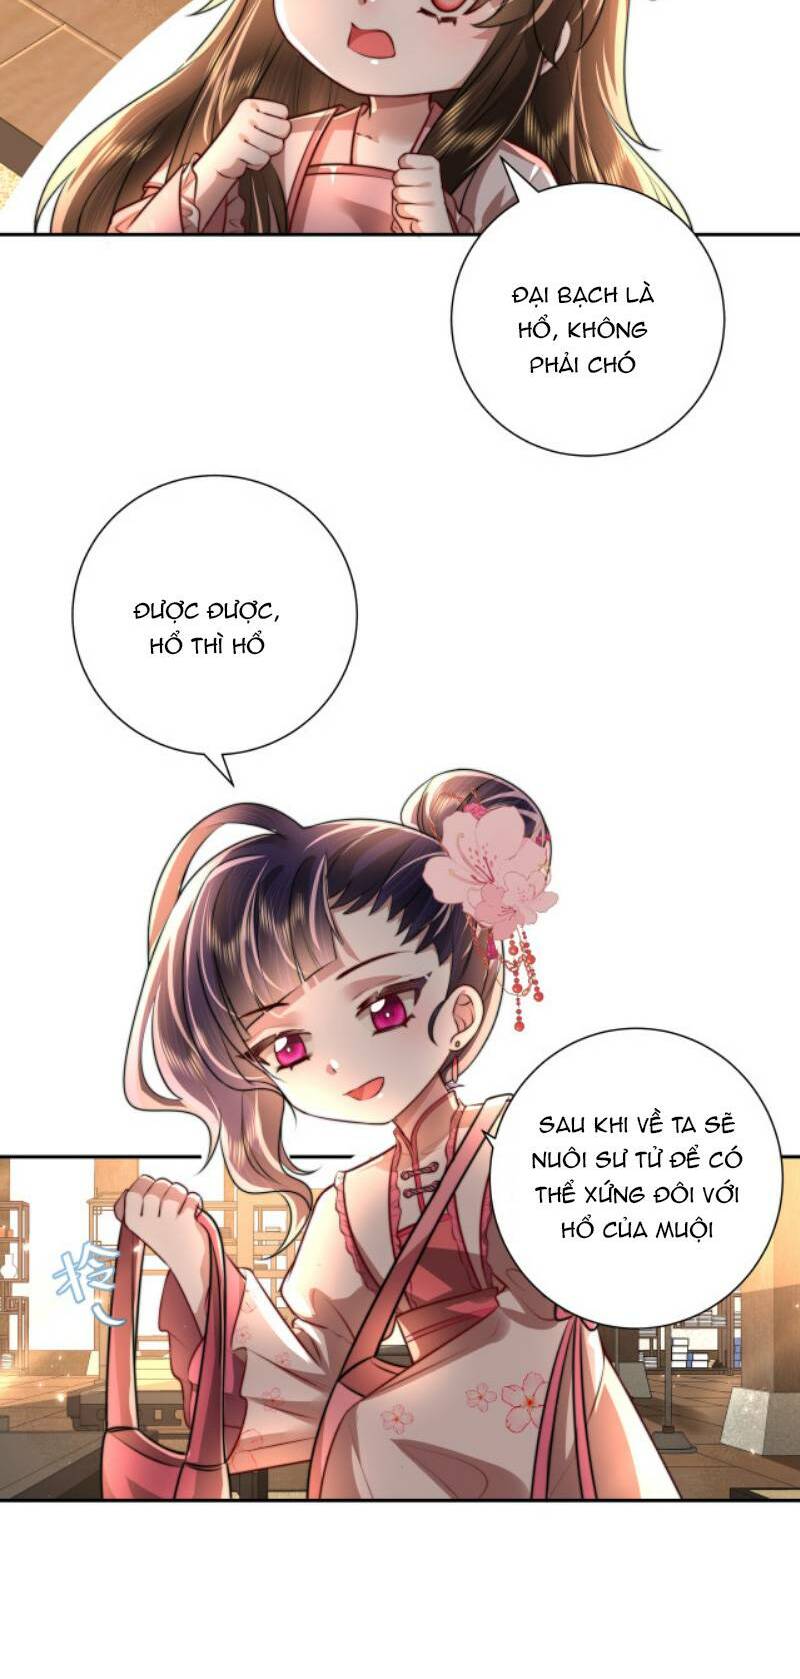 ĐẠI BẠCH LÀ
HỔ, KHÔNG
PHẢI CHÓ
ĐƯỢC ĐƯỢC,
HỔ THÌ HỔ
SAU KHI VỀ TA SẼ
NUÔI SƯ TỬ ĐỂ CÓ
THỂ XỨNG ĐÔI VỚI
HỔ CỦA MUỘI
拎